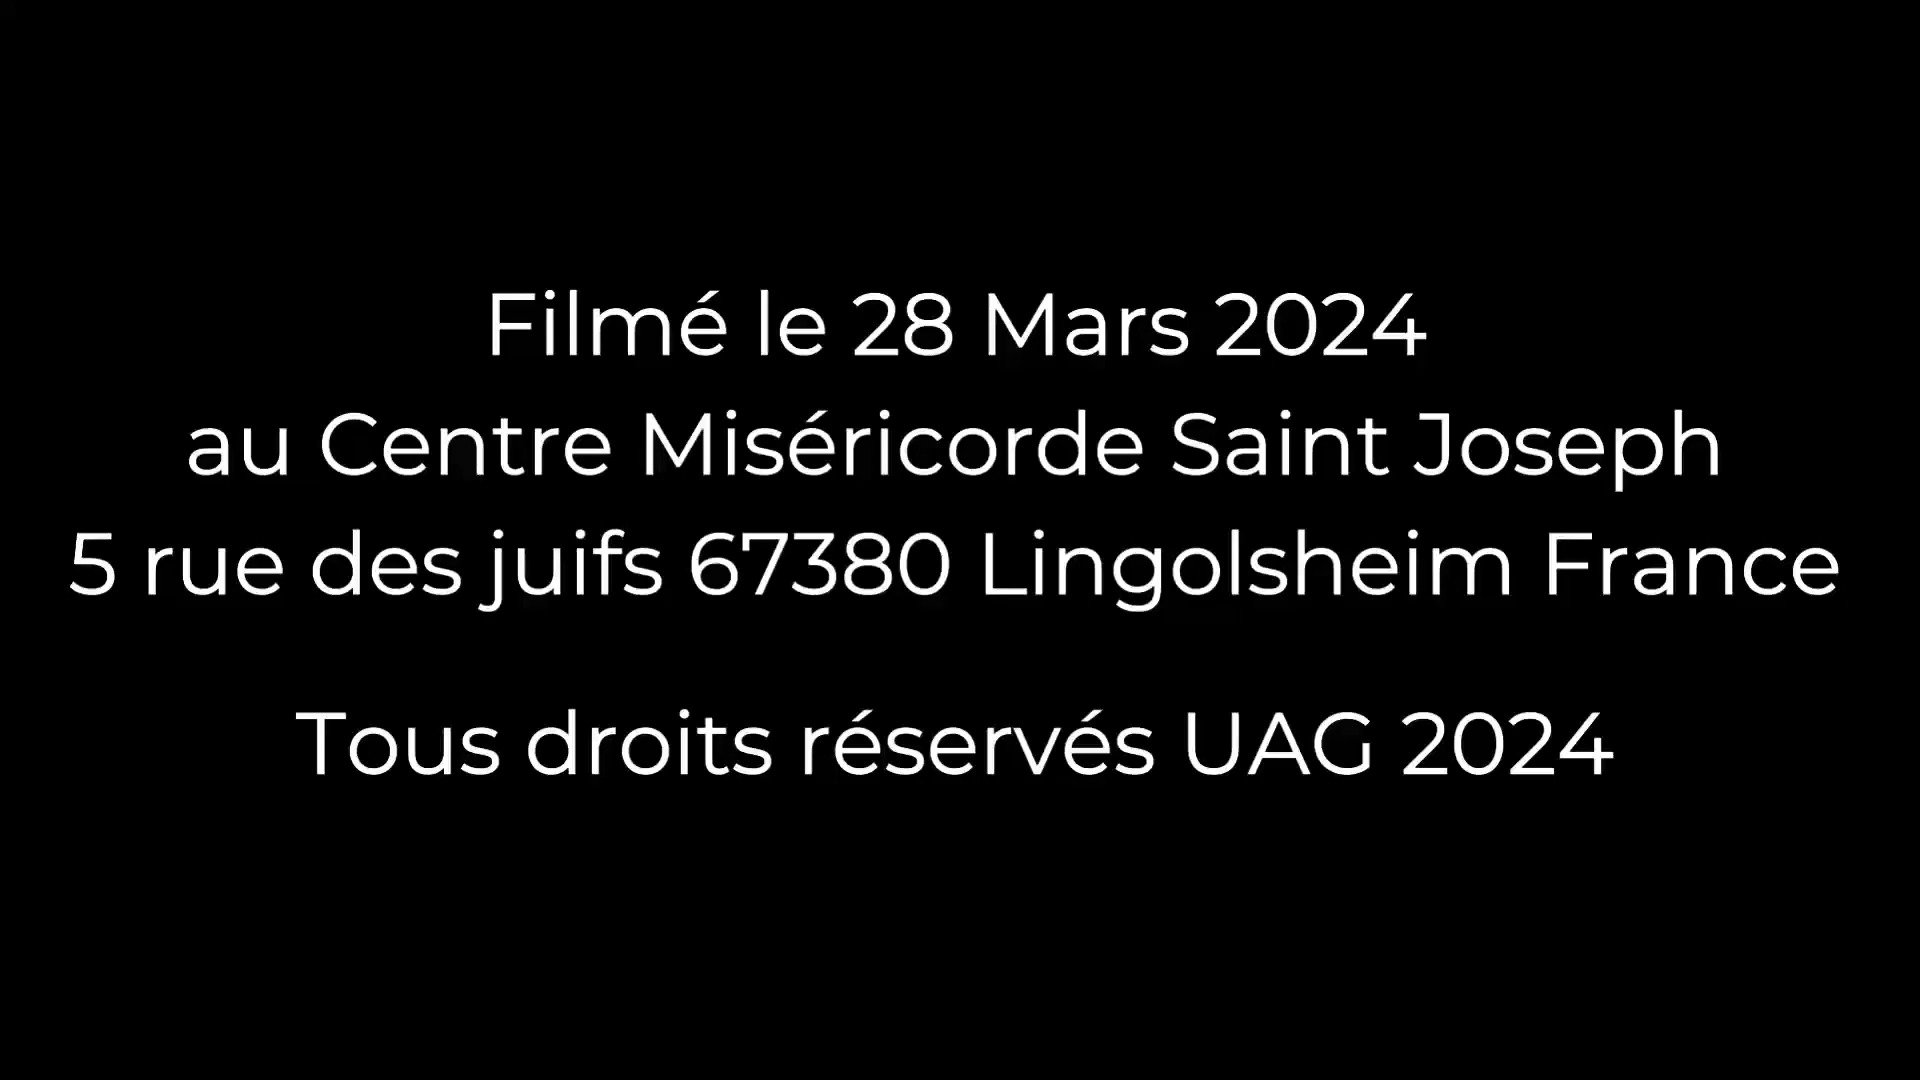 Filmé le 28 Mars 2024
au Centre Miséricorde Saint Joseph
5 rue des juifs 67380 Lingolsheim France
Tous droits réservés UAG 2024